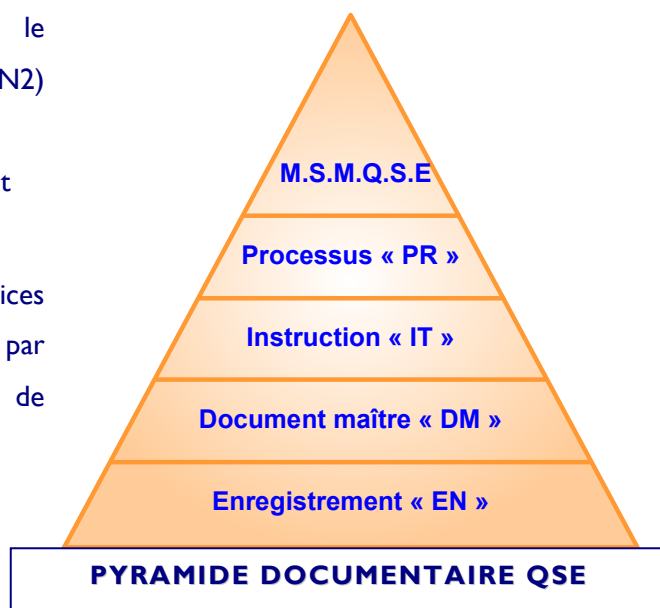 le
N2)
t
ices
par
de
M.S.M.Q.S.E
Processus « PR »
Instruction « IT »
Document maître « DM »
Enregistrement « EN »
PYRAMIDE DOCUMENTAIRE QSE